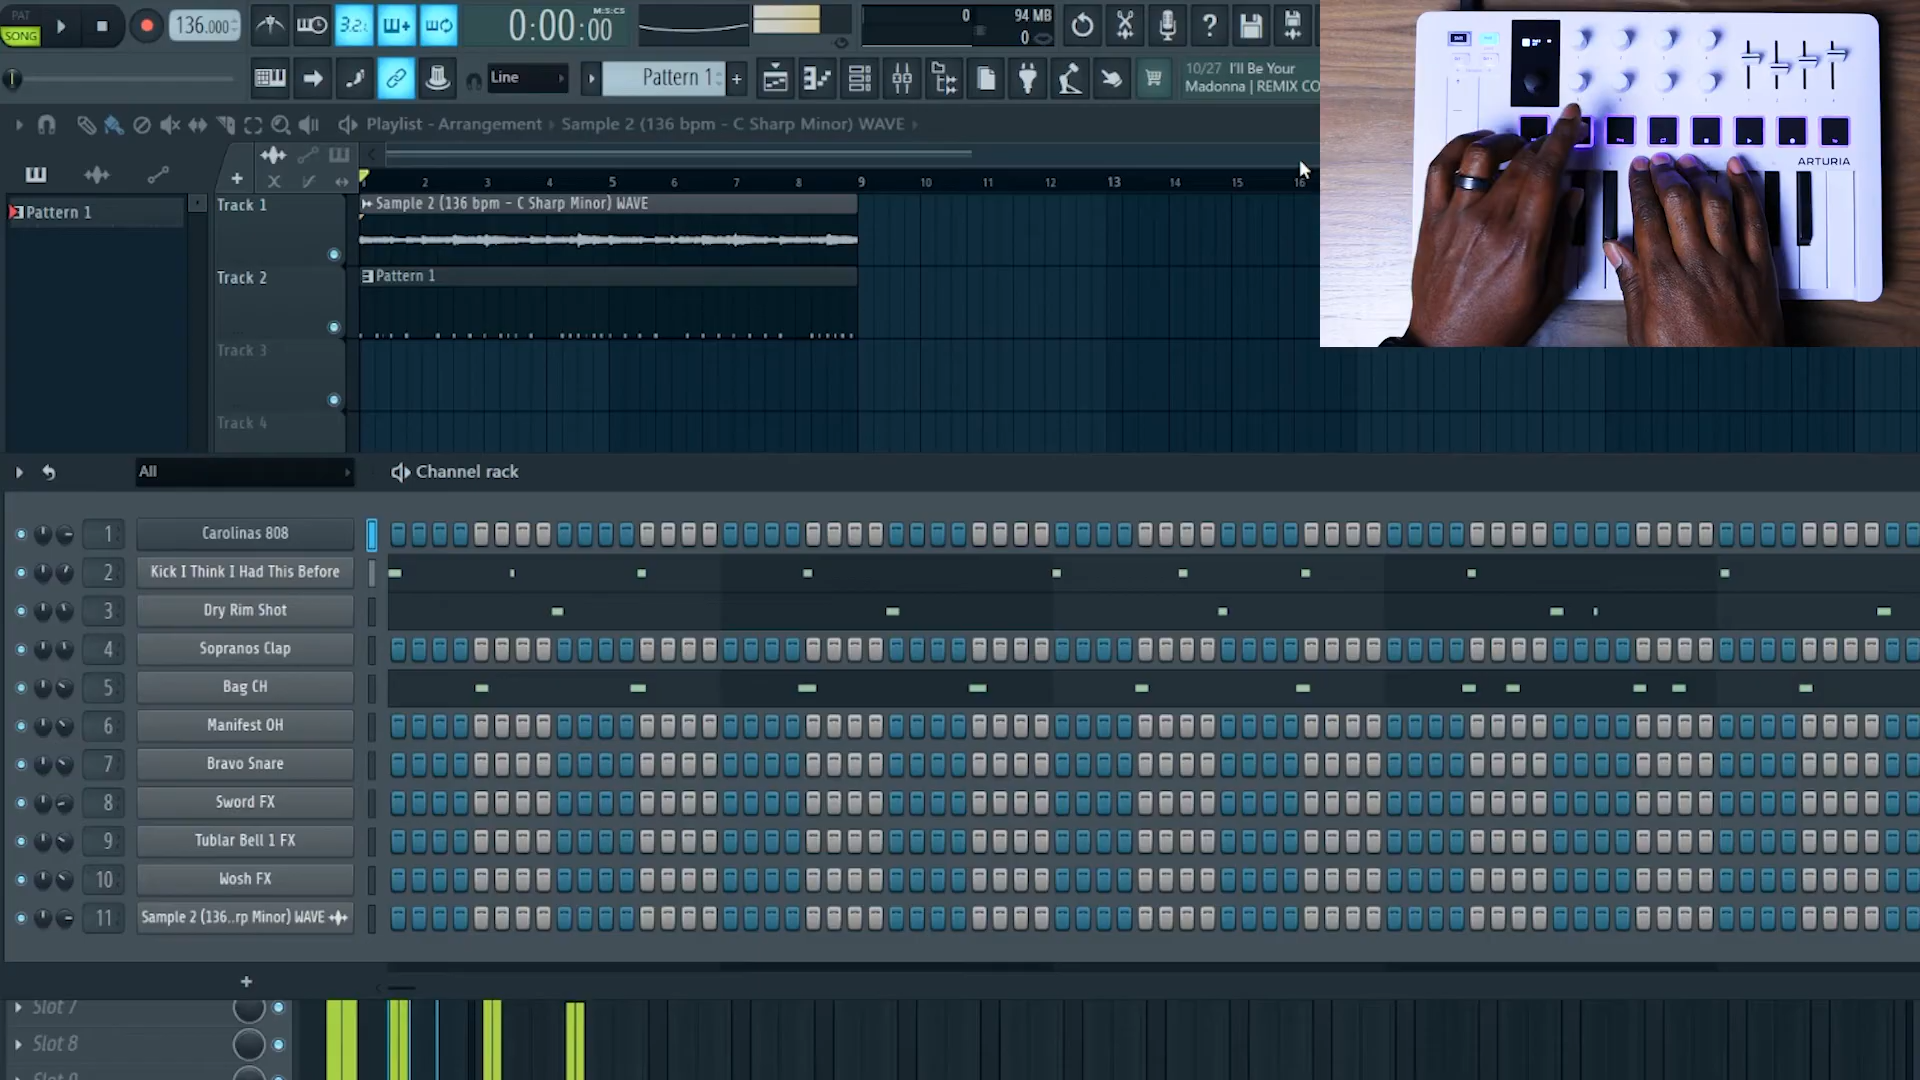 PAT
SONG
136.000
3.2.
0:00:00
M:S:CS
0
94 MB
0
Line
Pattern 1
10/27 I'll Be Your
Madonna | REMIX CO
Playlist - Arrangement › Sample 2 (136 bpm - C Sharp Minor) WAVE ›
Pattern 1
2 3 4 5 6 7 8 9 10 11 12 13 14 15 16
Track 1
Sample 2 (136 bpm - C Sharp Minor) WAVE
Track 2
Pattern 1
Track 3
Track 4
ARTURIA
All
Channel rack
1 Carolinas 808
2 Kick I Think I Had This Before
3 Dry Rim Shot
4 Sopranos Clap
5 Bag CH
6 Manifest OH
7 Bravo Snare
8 Sword FX
9 Tublar Bell 1 FX
10 Wosh FX
11 Sample 2 (136..rp Minor) WAVE
Slot 7
Slot 8